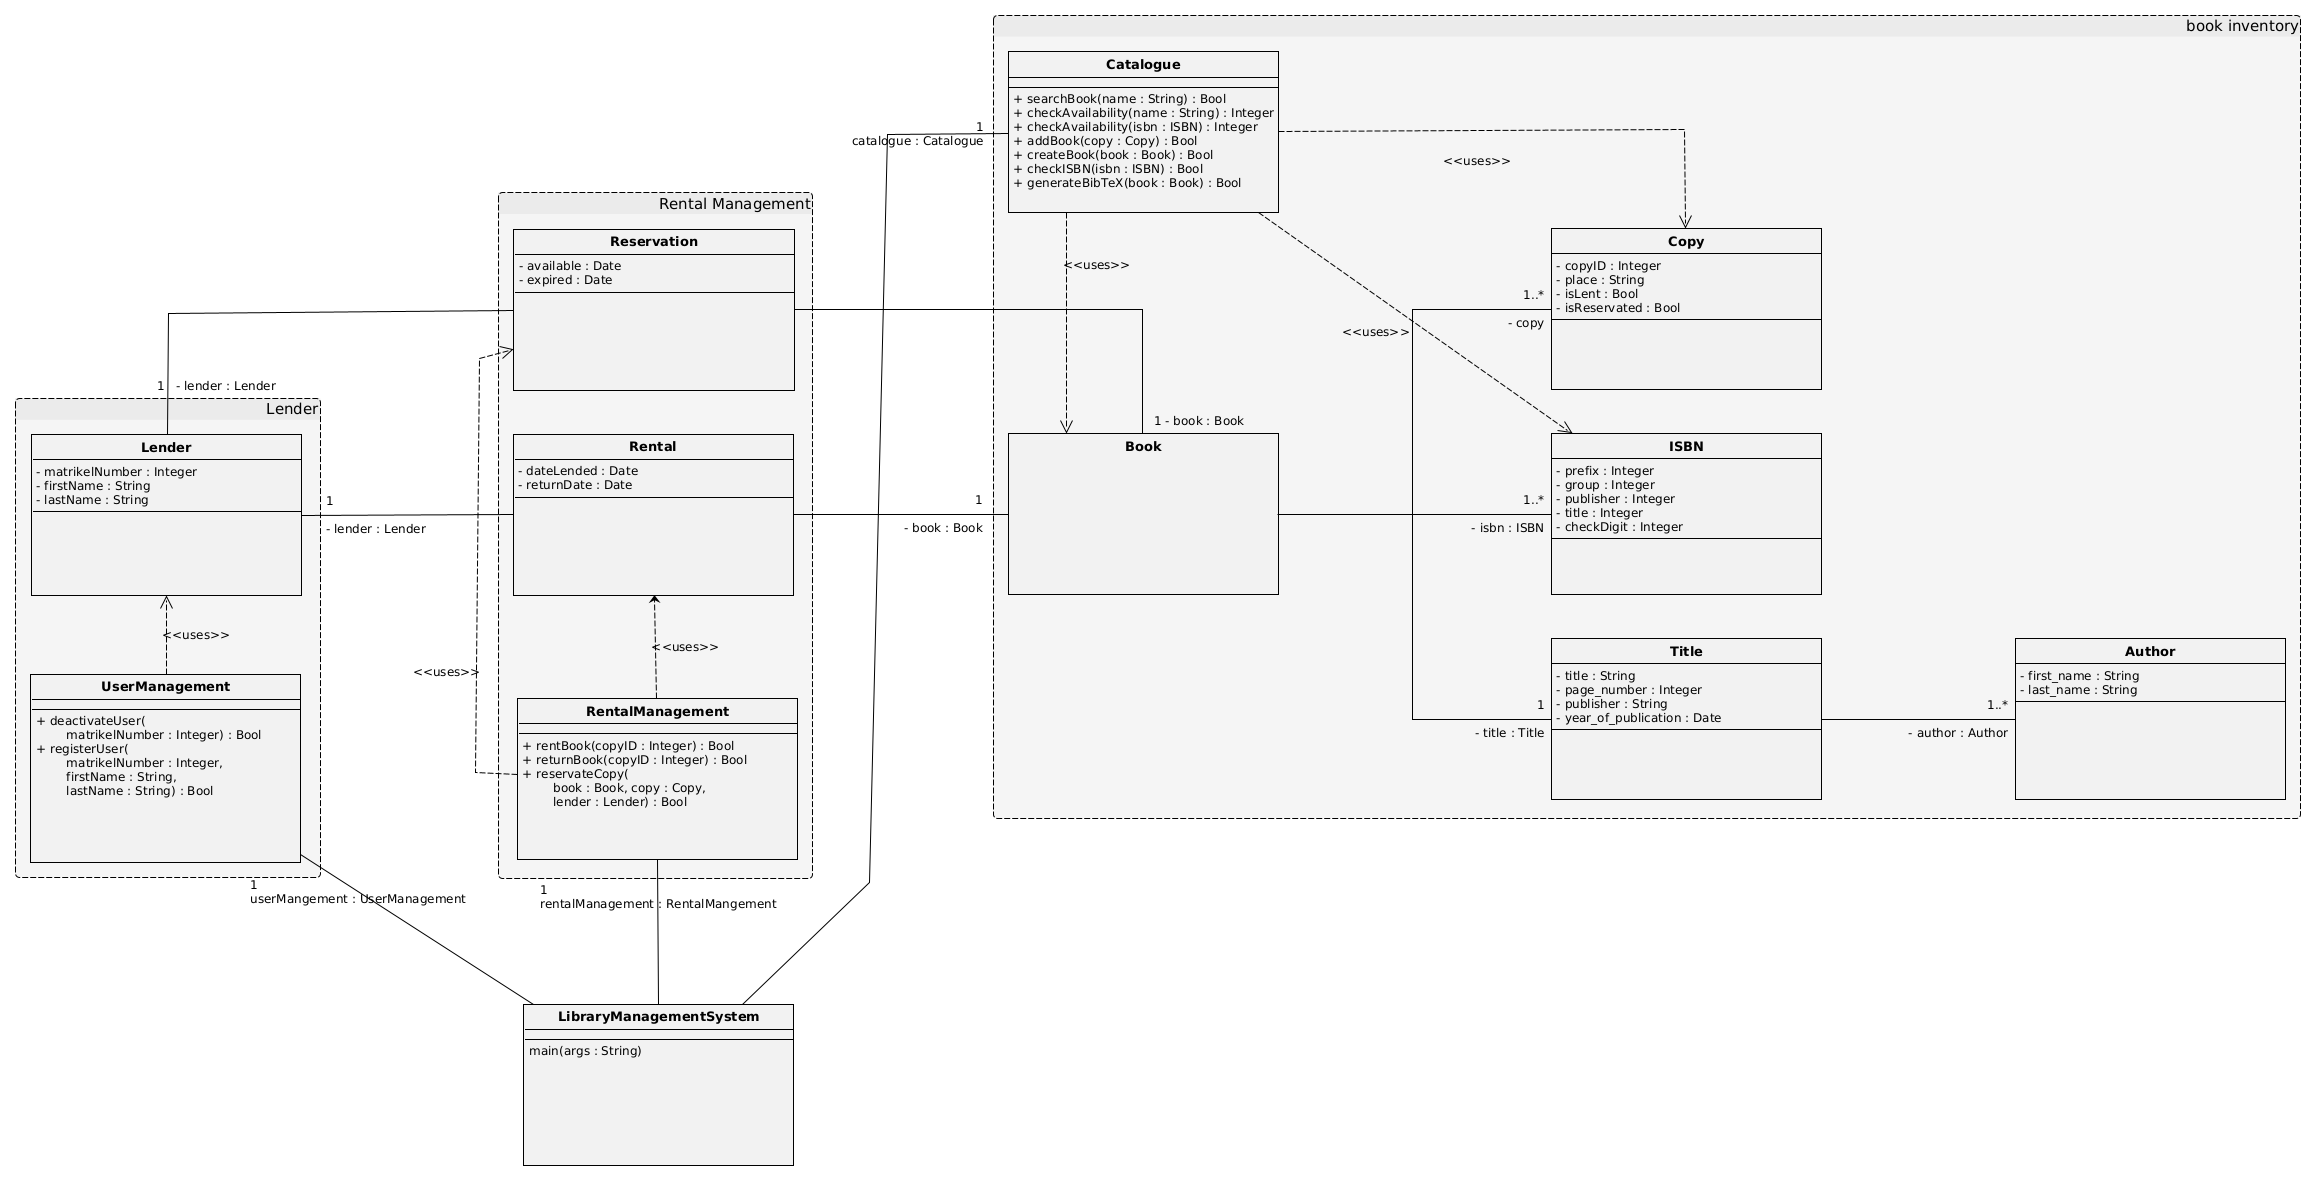 book inventory
Catalogue
+ searchBook(name : String) : Bool
+ checkAvailability(name : String) : Integer
+ checkAvailability(isbn : ISBN) : Integer
+ addBook(copy : Copy) : Bool
+ createBook(book : Book) : Bool
+ checkISBN(isbn : ISBN) : Bool
+ generateBibTeX(book : Book) : Bool
1
catalogue : Catalogue
<<uses>>
Rental Management
Reservation
- available : Date
- expired : Date
<<uses>>
Copy
- copyID : Integer
- place : String
- isLent : Bool
- isReservated : Bool
1..*
- copy
<<uses>>
1 - lender : Lender
Lender
1 - book : Book
Lender
- matrikelNumber : Integer
- firstName : String
- lastName : String
1
- lender : Lender
Rental
- dateLended : Date
- returnDate : Date
1
- book : Book
Book
1..*
- isbn : ISBN
ISBN
- prefix : Integer
- group : Integer
- publisher : Integer
- title : Integer
- checkDigit : Integer
<<uses>>
<<uses>>
<<uses>>
UserManagement
+ deactivateUser(
matrikelNumber : Integer) : Bool
+ registerUser(
matrikelNumber : Integer,
firstName : String,
lastName : String) : Bool
RentalManagement
+ rentBook(copyID : Integer) : Bool
+ returnBook(copyID : Integer) : Bool
+ reservateCopy(
book : Book, copy : Copy,
lender : Lender) : Bool
Title
- title : String
- page_number : Integer
- publisher : String
- year_of_publication : Date
1
- title : Title
1..*
- author : Author
Author
- first_name : String
- last_name : String
1
userMangement : UserManagement
1
rentalManagement : RentalMangement
LibraryManagementSystem
main(args : String)